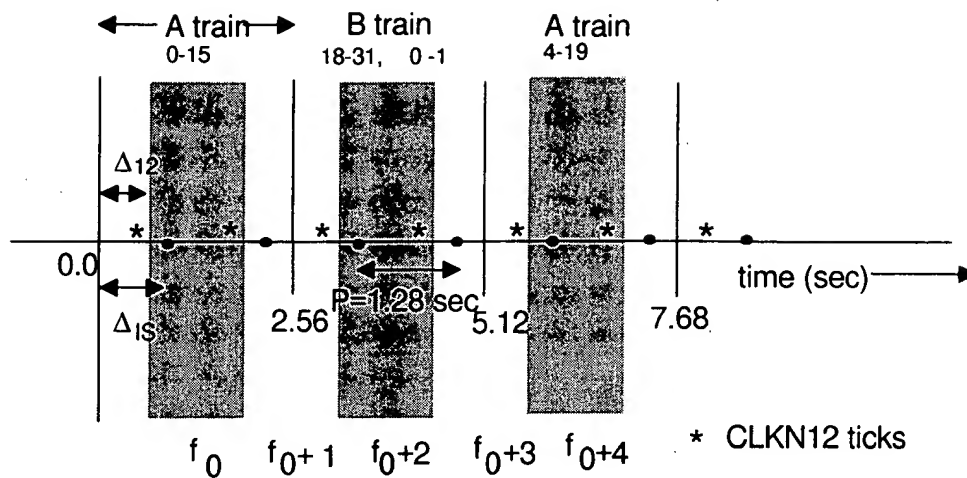 A train B train A train
0-15 18-31, 0-1 4-19
Δ12
* * * * * * *
0.0 time (sec)
P=1.28 sec
ΔIS 2.56 5.12 7.68
* CLKN12 ticks
f0 f0+1 f0+2 f0+3 f0+4